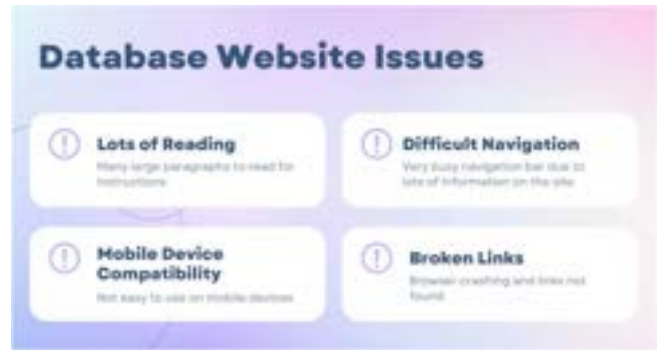 Database Website Issues
Lots of Reading
Many large paragraphs to read for
instructions
Difficult Navigation
Very busy navigation bar due to
lots of information on the site
Mobile Device
Compatibility
Not easy to use on mobile devices
Broken Links
Browser crashing and links not
found